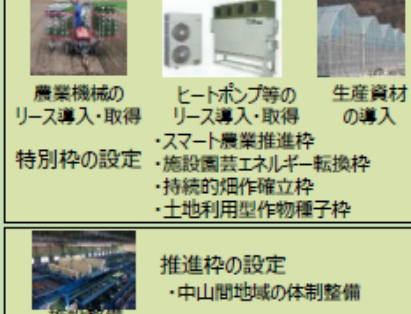 農業機械の
リース導入・取得
ヒートポンプ等の
リース導入・取得
生産資材
の導入
特別枠の設定
・スマート農業推進枠
・施設園芸エネルギー転換枠
・持続的畑作確立枠
・土地利用型作物種子枠
推進枠の設定
・中山間地域の体制整備